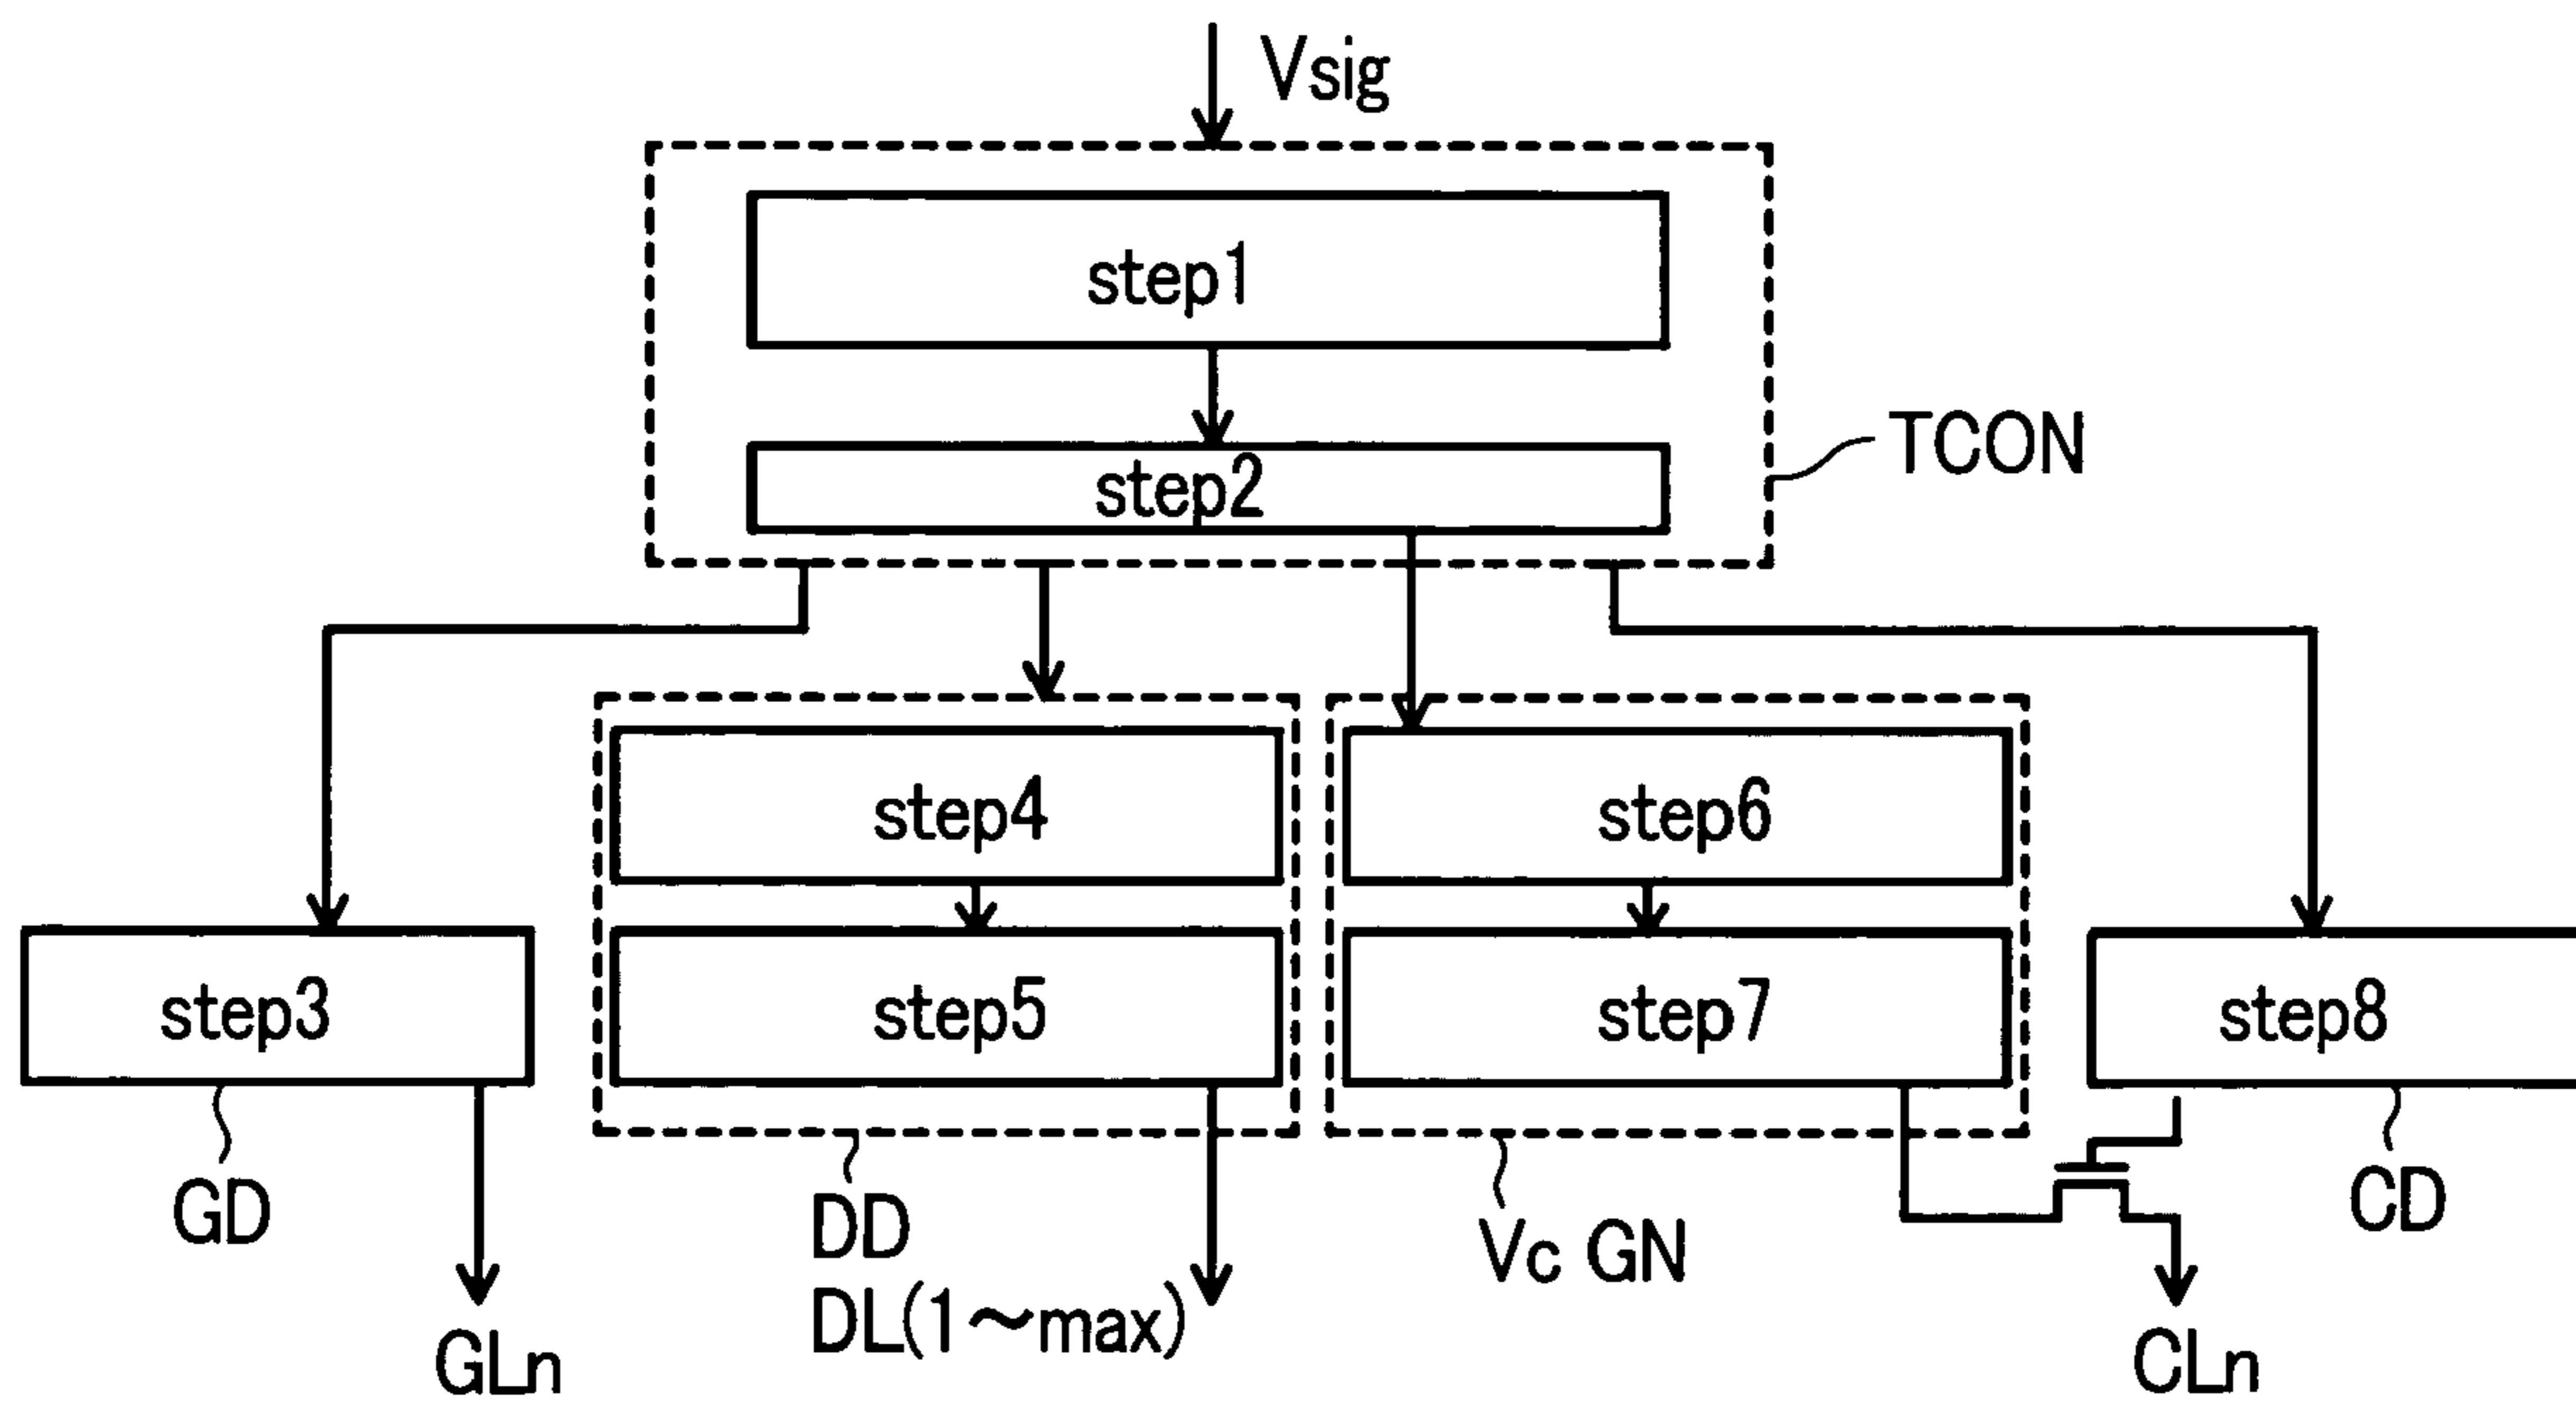 Vsig
step1
TCON
step2
step4
step6
step3
step5
step7
step8
GD
DD
Vc GN
CD
DL(1～max)
GLn
CLn